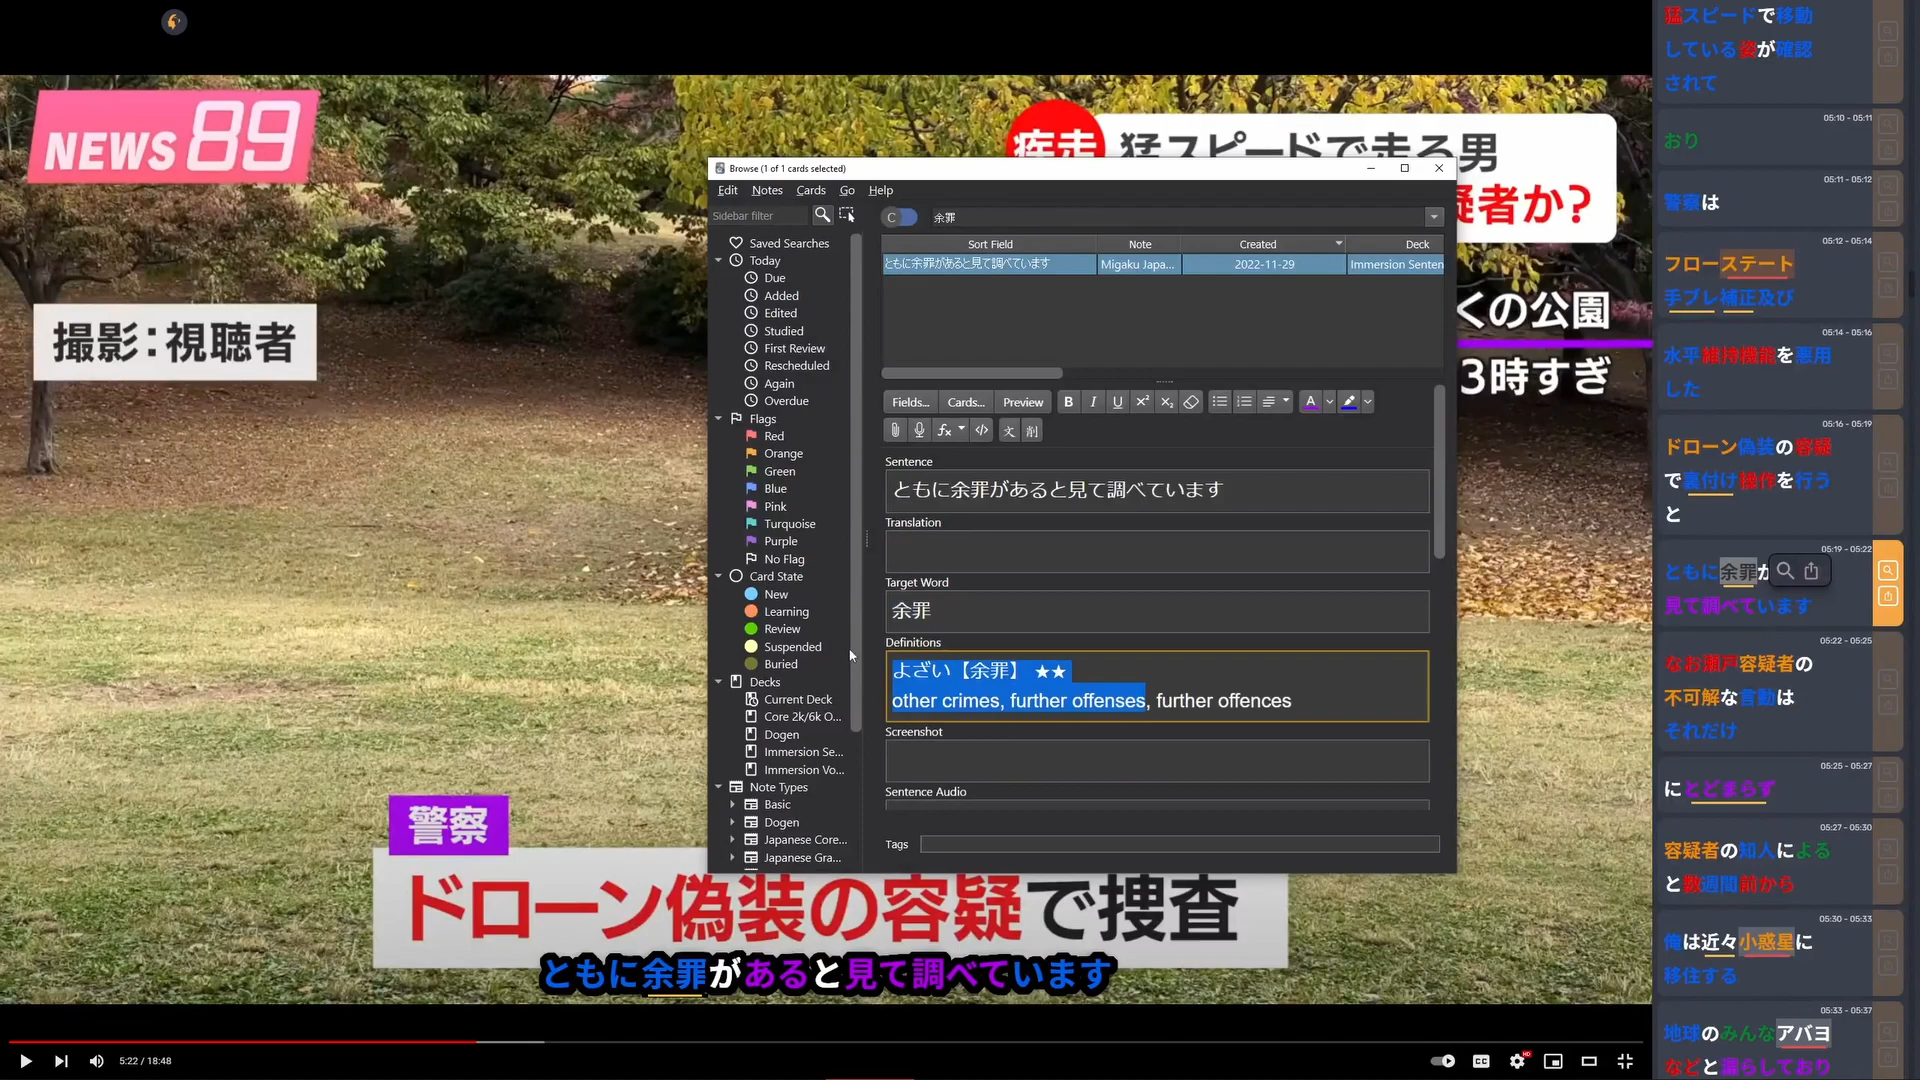 NEWS 89
撮影：視聴者
疾走
猛スピードで走る男
疑者か?
くの公園
3時すぎ
Browse (1 of 1 cards selected)
Edit Notes Cards Go Help
Sidebar filter
C
余罪
Saved Searches
Today
Due
Added
Edited
Studied
First Review
Rescheduled
Again
Overdue
Flags
Red
Orange
Green
Blue
Pink
Turquoise
Purple
No Flag
Card State
New
Learning
Review
Suspended
Buried
Decks
Current Deck
Core 2k/6k O...
Dogen
Immersion Se...
Immersion Vo...
Note Types
Basic
Dogen
Japanese Core...
Japanese Gra...
Sort Field Note Created Deck
ともに余罪があると見て調べています Migaku Japa... 2022-11-29 Immersion Senten
Fields... Cards... Preview B I U X² X₂ A
fx </> 文 削
Sentence
ともに余罪があると見て調べています
Translation
Target Word
余罪
Definitions
よざい【余罪】 ★★
other crimes, further offenses, further offences
Screenshot
Sentence Audio
Tags
警察
ドローン偽装の容疑で捜査
ともに余罪があると見て調べています
5:22 / 18:48
CC
HD
猛スピードで移動
している姿が確認
されて
05:10 - 05:11
おり
05:11 - 05:12
警察は
05:12 - 05:14
フローステート
手ブレ補正及び
05:14 - 05:16
水平維持機能を悪用
した
05:16 - 05:19
ドローン偽装の容疑
で裏付け操作を行う
と
05:19 - 05:22
ともに余罪か
見て調べています
05:22 - 05:25
なお瀬戸容疑者の
不可解な言動は
それだけ
05:25 - 05:27
にとどまらず
05:27 - 05:30
容疑者の知人による
と数週間前から
05:30 - 05:33
俺は近々小惑星に
移住する
05:33 - 05:37
地球のみんなアバヨ
などと漏らしており